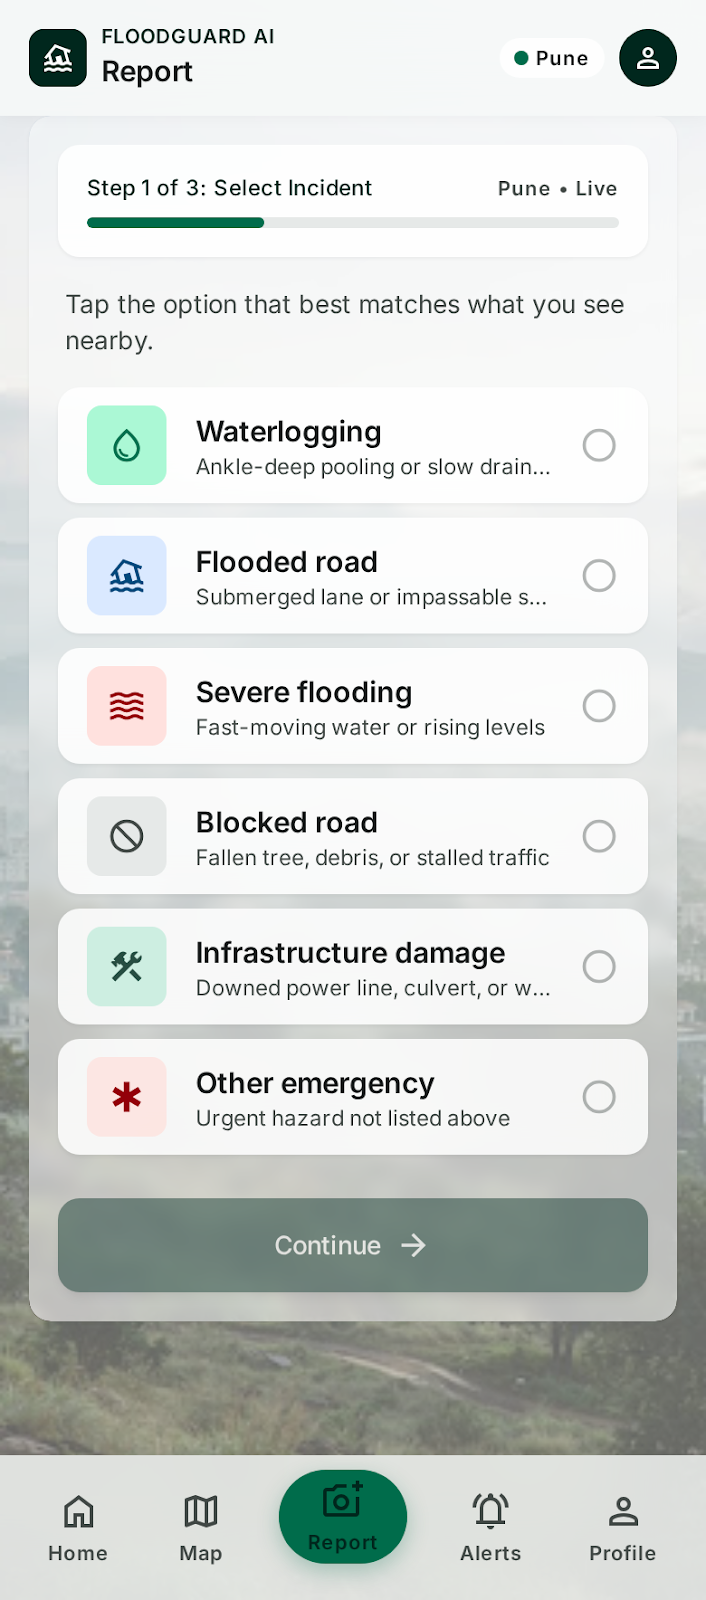 FLOODGUARD AI
Report
Pune
Step 1 of 3: Select Incident
Pune • Live
Tap the option that best matches what you see
nearby.
Waterlogging
Ankle-deep pooling or slow drain...
Flooded road
Submerged lane or impassable s...
Severe flooding
Fast-moving water or rising levels
Blocked road
Fallen tree, debris, or stalled traffic
Infrastructure damage
Downed power line, culvert, or w...
Other emergency
Urgent hazard not listed above
Continue
Home
Map
Report
Alerts
Profile